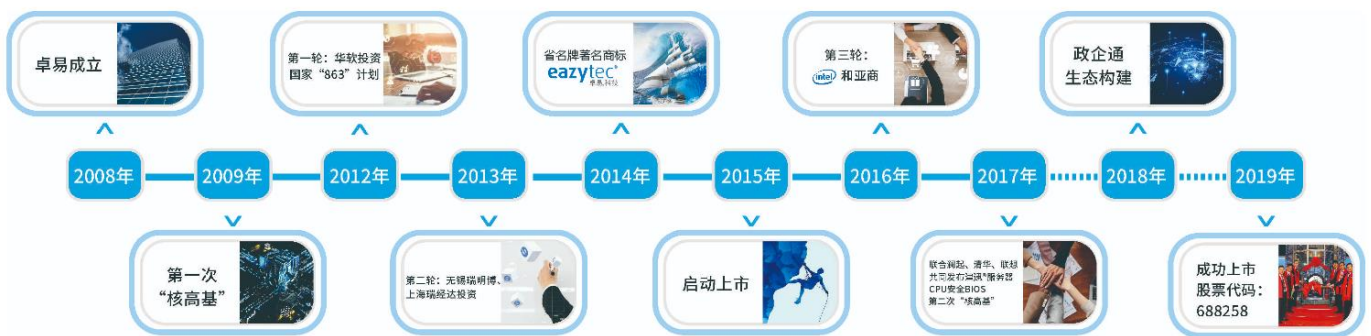 卓易成立
第一轮：华软投资
国家“863”计划
省名牌著名商标
eazytec®
卓易科技
第三轮：
intel 和亚商
政企通
生态构建
2008年
2009年
2012年
2013年
2014年
2015年
2016年
2017年
2018年
2019年
第一次
“核高基”
第二轮：无锡瑞明博、
上海瑞经达投资
启动上市
联合澜起、清华、联想
共同发布津逮®服务器
CPU安全BIOS
第二次“核高基”
成功上市
股票代码：
688258